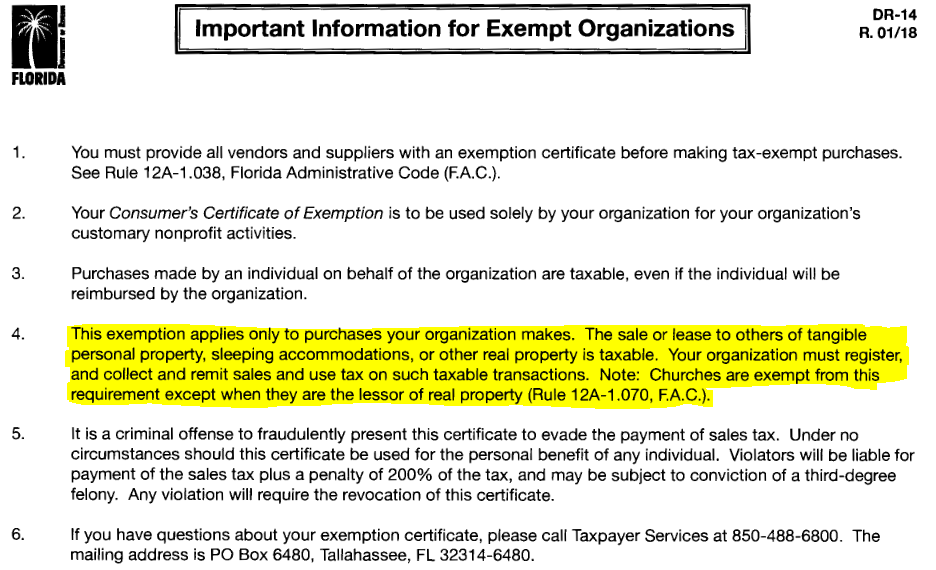 FLORIDA
Important Information for Exempt Organizations
DR-14
R. 01/18
1. You must provide all vendors and suppliers with an exemption certificate before making tax-exempt purchases.
See Rule 12A-1.038, Florida Administrative Code (F.A.C.).
2. Your Consumer's Certificate of Exemption is to be used solely by your organization for your organization's
customary nonprofit activities.
3. Purchases made by an individual on behalf of the organization are taxable, even if the individual will be
reimbursed by the organization.
4. This exemption applies only to purchases your organization makes. The sale or lease to others of tangible
personal property, sleeping accommodations, or other real property is taxable. Your organization must register,
and collect and remit sales and use tax on such taxable transactions. Note: Churches are exempt from this
requirement except when they are the lessor of real property (Rule 12A-1.070, F.A.C.).
5. It is a criminal offense to fraudulently present this certificate to evade the payment of sales tax. Under no
circumstances should this certificate be used for the personal benefit of any individual. Violators will be liable for
payment of the sales tax plus a penalty of 200% of the tax, and may be subject to conviction of a third-degree
felony. Any violation will require the revocation of this certificate.
6. If you have questions about your exemption certificate, please call Taxpayer Services at 850-488-6800. The
mailing address is PO Box 6480, Tallahassee, FL 32314-6480.